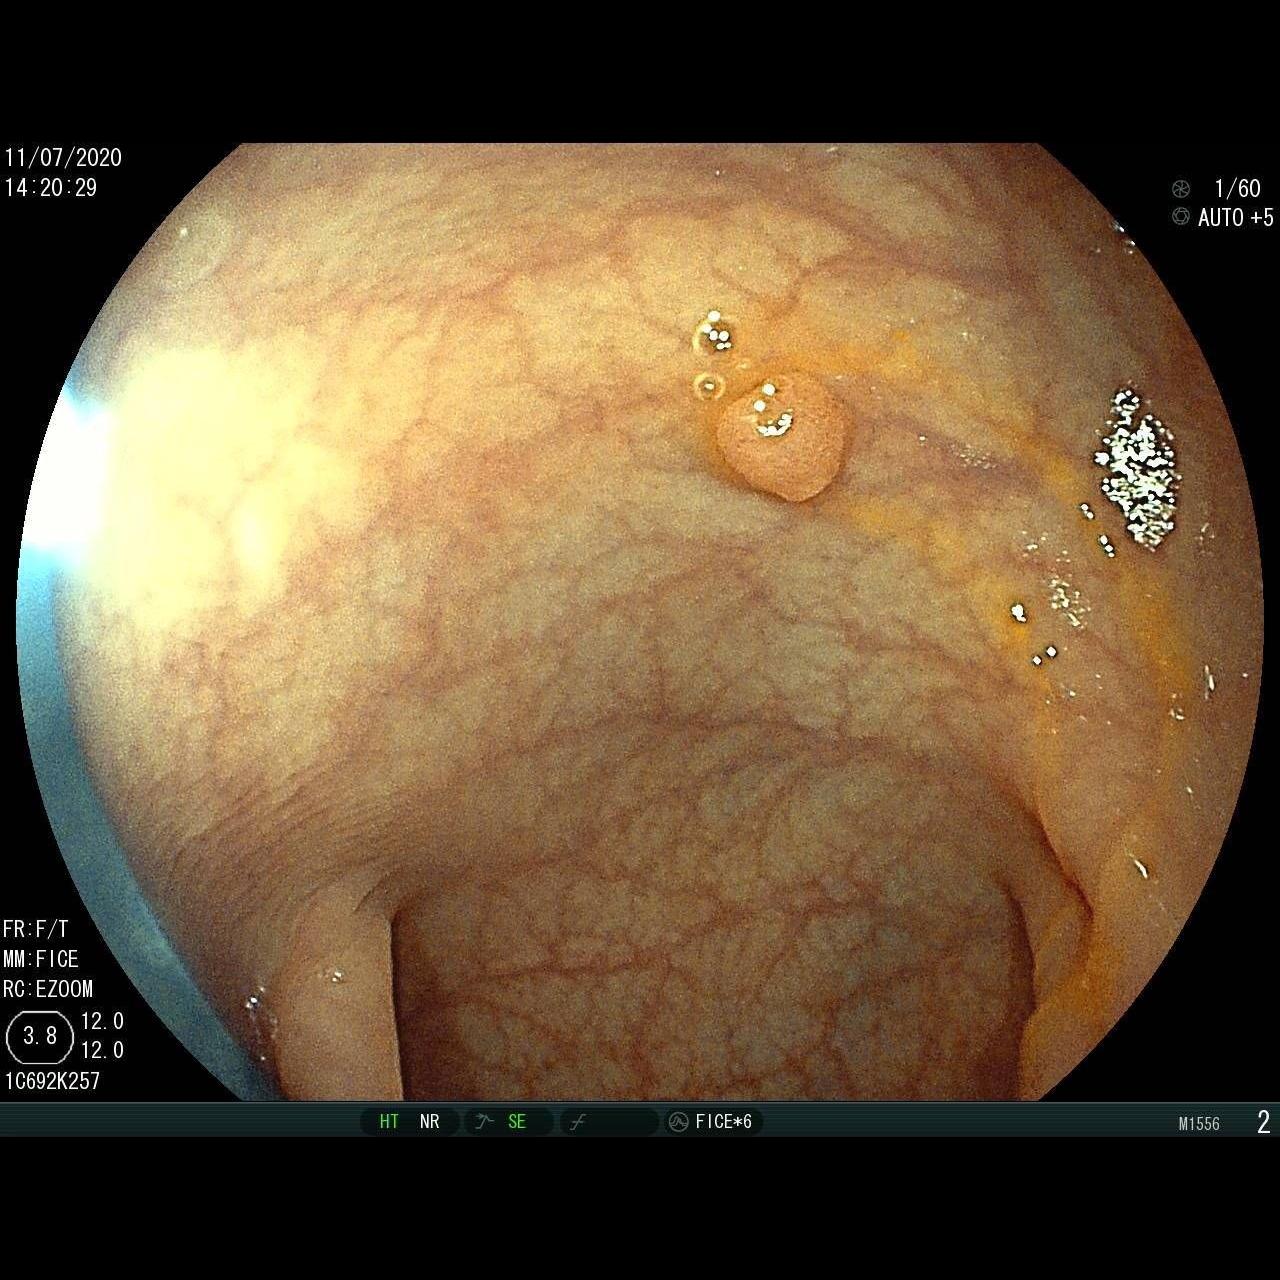 11/07/2020
14:20:29
1/60
AUTO +5
FR:F/T
MM:FICE
RC:EZOOM
3.8
12.0
12.0
1C692K257
HT NR SE FICE*6 M1556 2